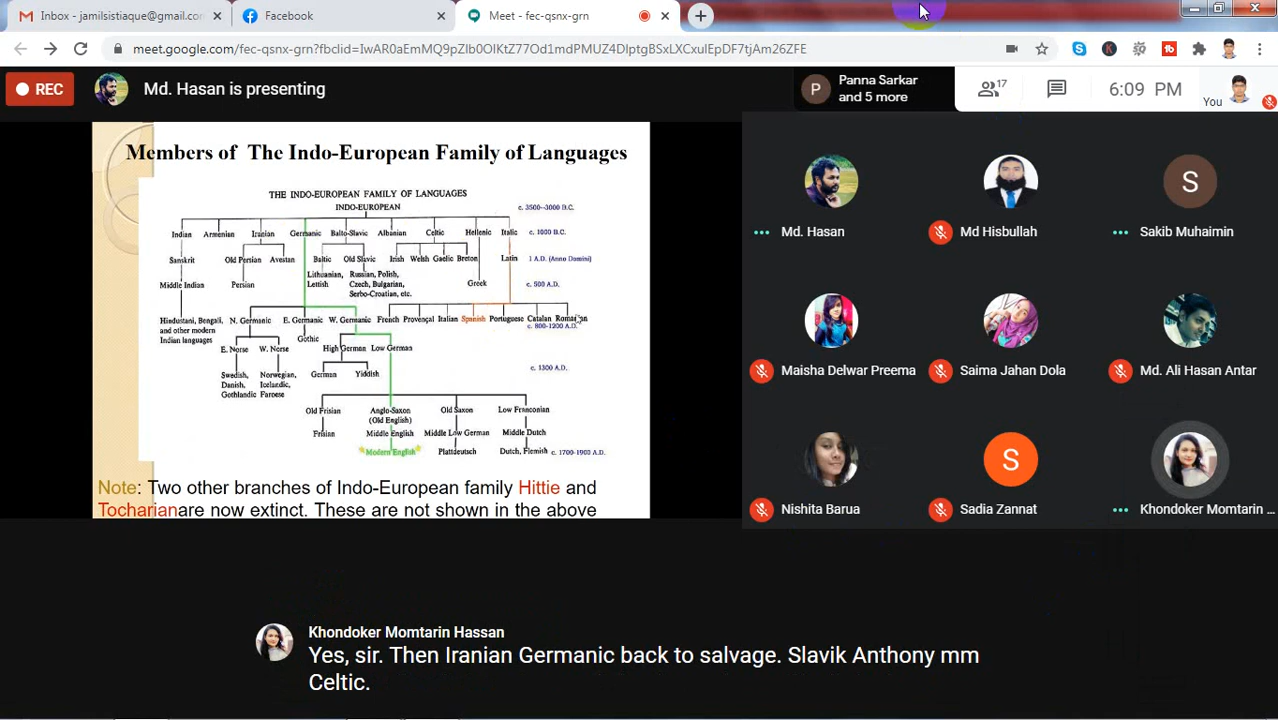 Inbox - jamilsistiaque@gmail.com
Facebook
Meet - fec-qsnx-grn
meet.google.com/fec-qsnx-grn?fbclid=IwAR0aEmMQ9pZIb0OIKtZ77Od1mdPMUZ4DlptgBSxLXCxulEpDF7tjAm26ZFE
REC
Md. Hasan is presenting
Panna Sarkar
and 5 more
17
6:09 PM
You
Members of The Indo-European Family of Languages
THE INDO-EUROPEAN FAMILY OF LANGUAGES
INDO-EUROPEAN
c. 3500-3000 B.C.
Indian Armenian Iranian Germanic Balto-Slavic Albanian Celtic Hellenic Italic c. 1000 B.C.
Sanskrit Old Persian Avestan Baltic Old Slavic Irish Welsh Gaelic Breton Latin 1 A.D. (Anno Domini)
Middle Indian Persian Lithuanian, Lettish Russian, Polish, Czech, Bulgarian, Serbo-Croatian, etc. Greek c. 500 A.D.
Hindustani, Bengali, and other modern Indian languages N. Germanic E. Germanic W. Germanic French Provençal Italian Spanish Portuguese Catalan c. 800-1200 A.D.
Gothic
E. Norse W. Norse High German Low German
Swedish, Danish, Gothlandic Norwegian, Icelandic, Faroese German Yiddish c. 1300 A.D.
Old Frisian Anglo-Saxon (Old English) Old Saxon Low Franconian
Frisian Middle English Middle Low German Middle Dutch
Modern English Plattdeutsch Dutch, Flemish c. 1700-1900 A.D.
Note: Two other branches of Indo-European family Hittie and
Tocharianare now extinct. These are not shown in the above
Md. Hasan
Md Hisbullah
S
Sakib Muhaimin
Maisha Delwar Preema
Saima Jahan Dola
Md. Ali Hasan Antar
Nishita Barua
S
Sadia Zannat
Khondoker Momtarin ...
P
Khondoker Momtarin Hassan
Yes, sir. Then Iranian Germanic back to salvage. Slavik Anthony mm
Celtic.